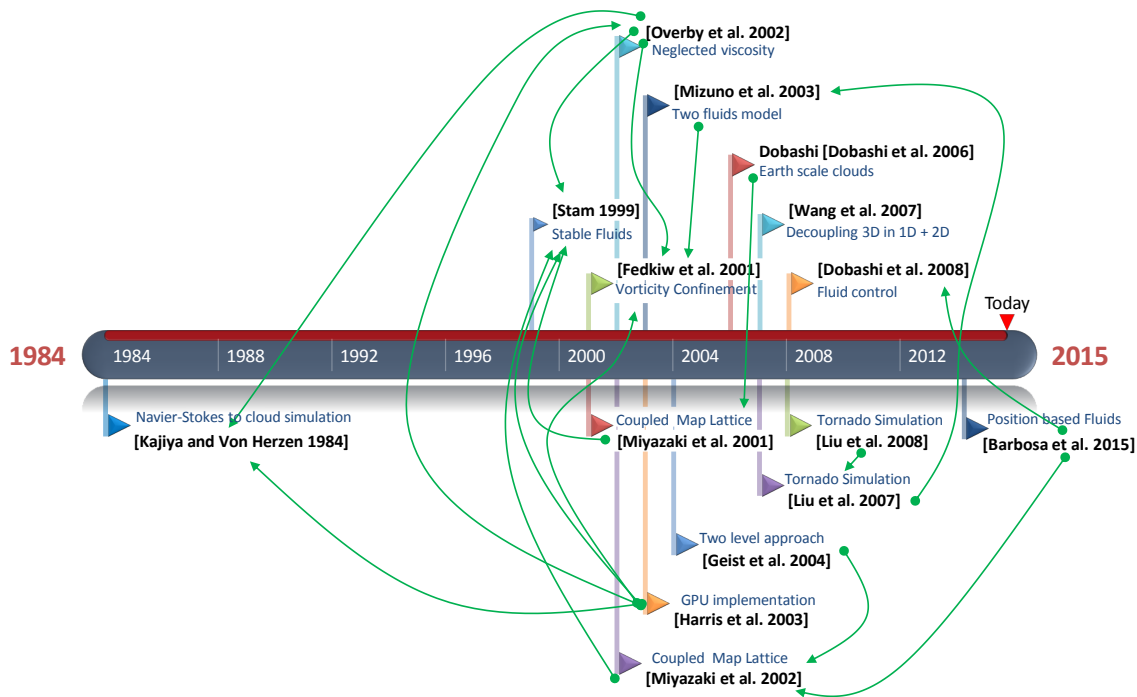 [Overby et al. 2002]
Neglected viscosity
[Mizuno et al. 2003]
Two fluids model
Dobashi [Dobashi et al. 2006]
Earth scale clouds
[Stam 1999]
Stable Fluids
[Wang et al. 2007]
Decoupling 3D in 1D + 2D
[Fedkiw et al. 2001]
Vorticity Confinement
[Dobashi et al. 2008]
Fluid control
Today
1984
1984
1988
1992
1996
2000
2004
2008
2012
2015
Navier-Stokes to cloud simulation
[Kajiya and Von Herzen 1984]
Coupled Map Lattice
[Miyazaki et al. 2001]
Tornado Simulation
[Liu et al. 2008]
Position based Fluids
[Barbosa et al. 2015]
Tornado Simulation
[Liu et al. 2007]
Two level approach
[Geist et al. 2004]
GPU implementation
[Harris et al. 2003]
Coupled Map Lattice
[Miyazaki et al. 2002]